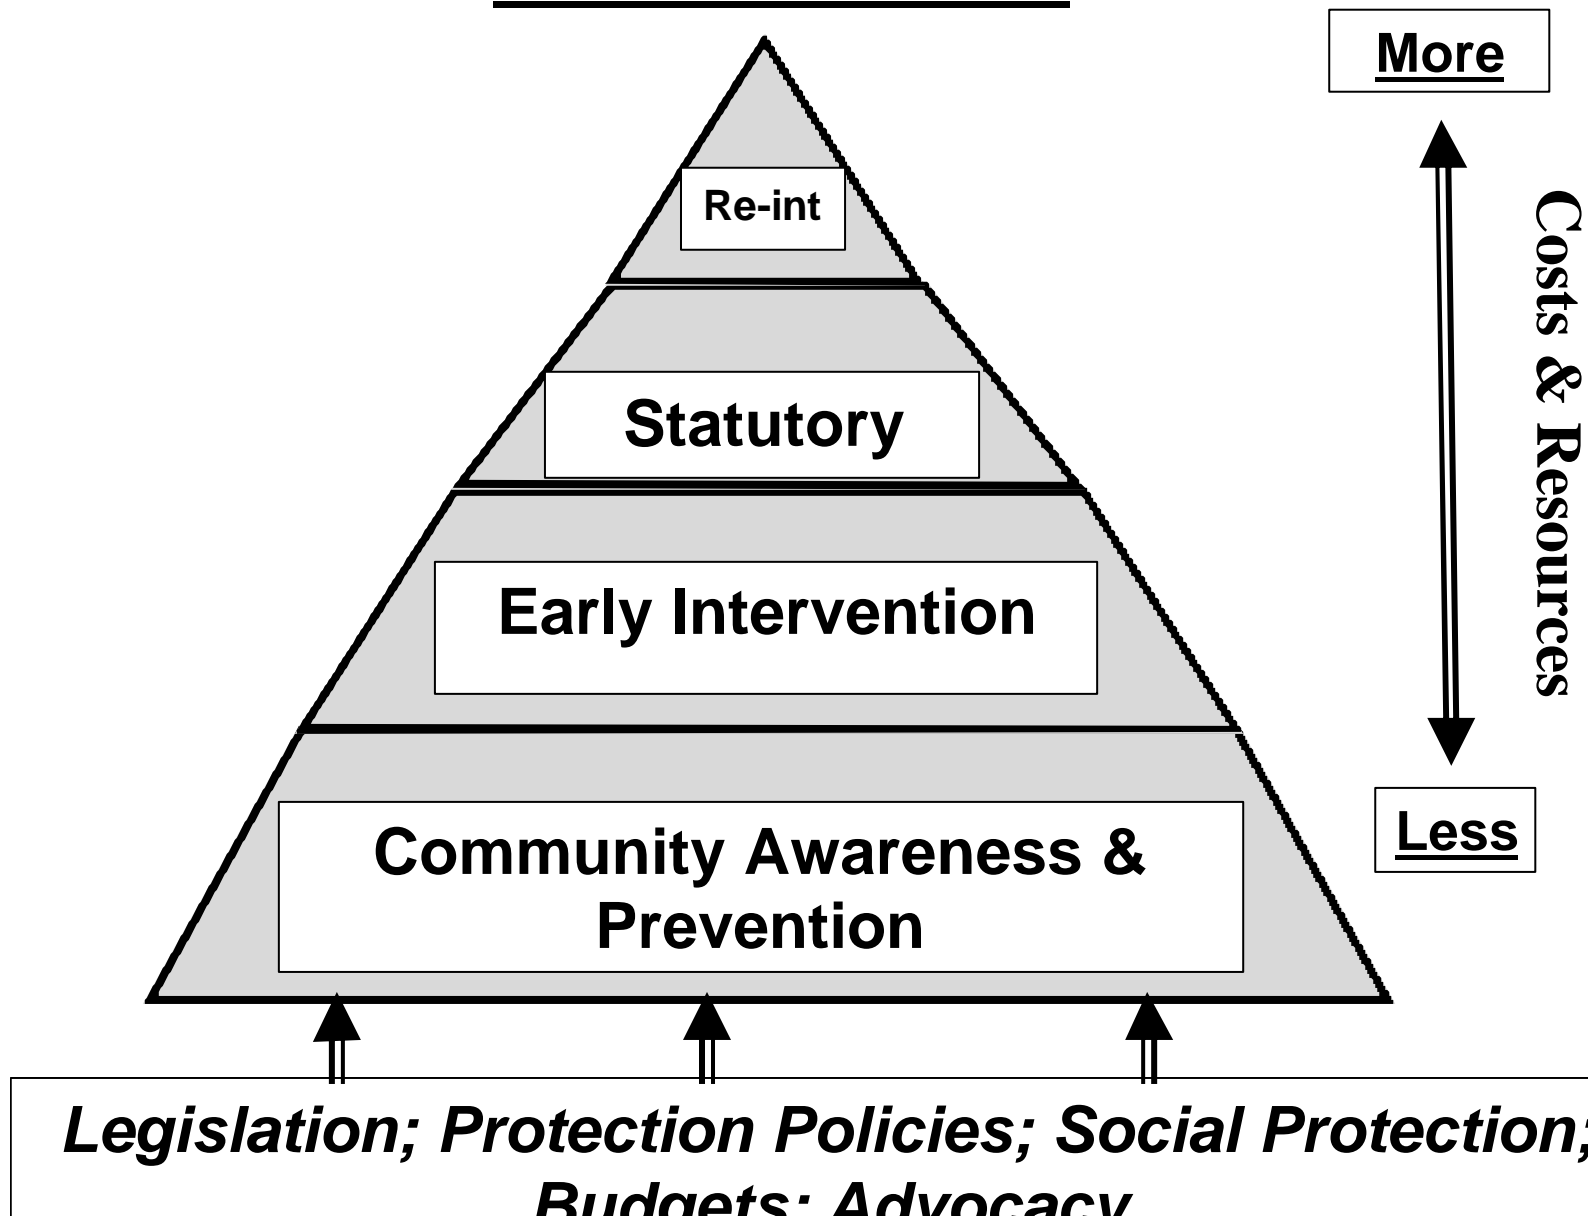 More
Re-int
Statutory
Early Intervention
Community Awareness &
Prevention
Costs & Resources
Less
Legislation; Protection Policies; Social Protection;
Budgets; Advocacy